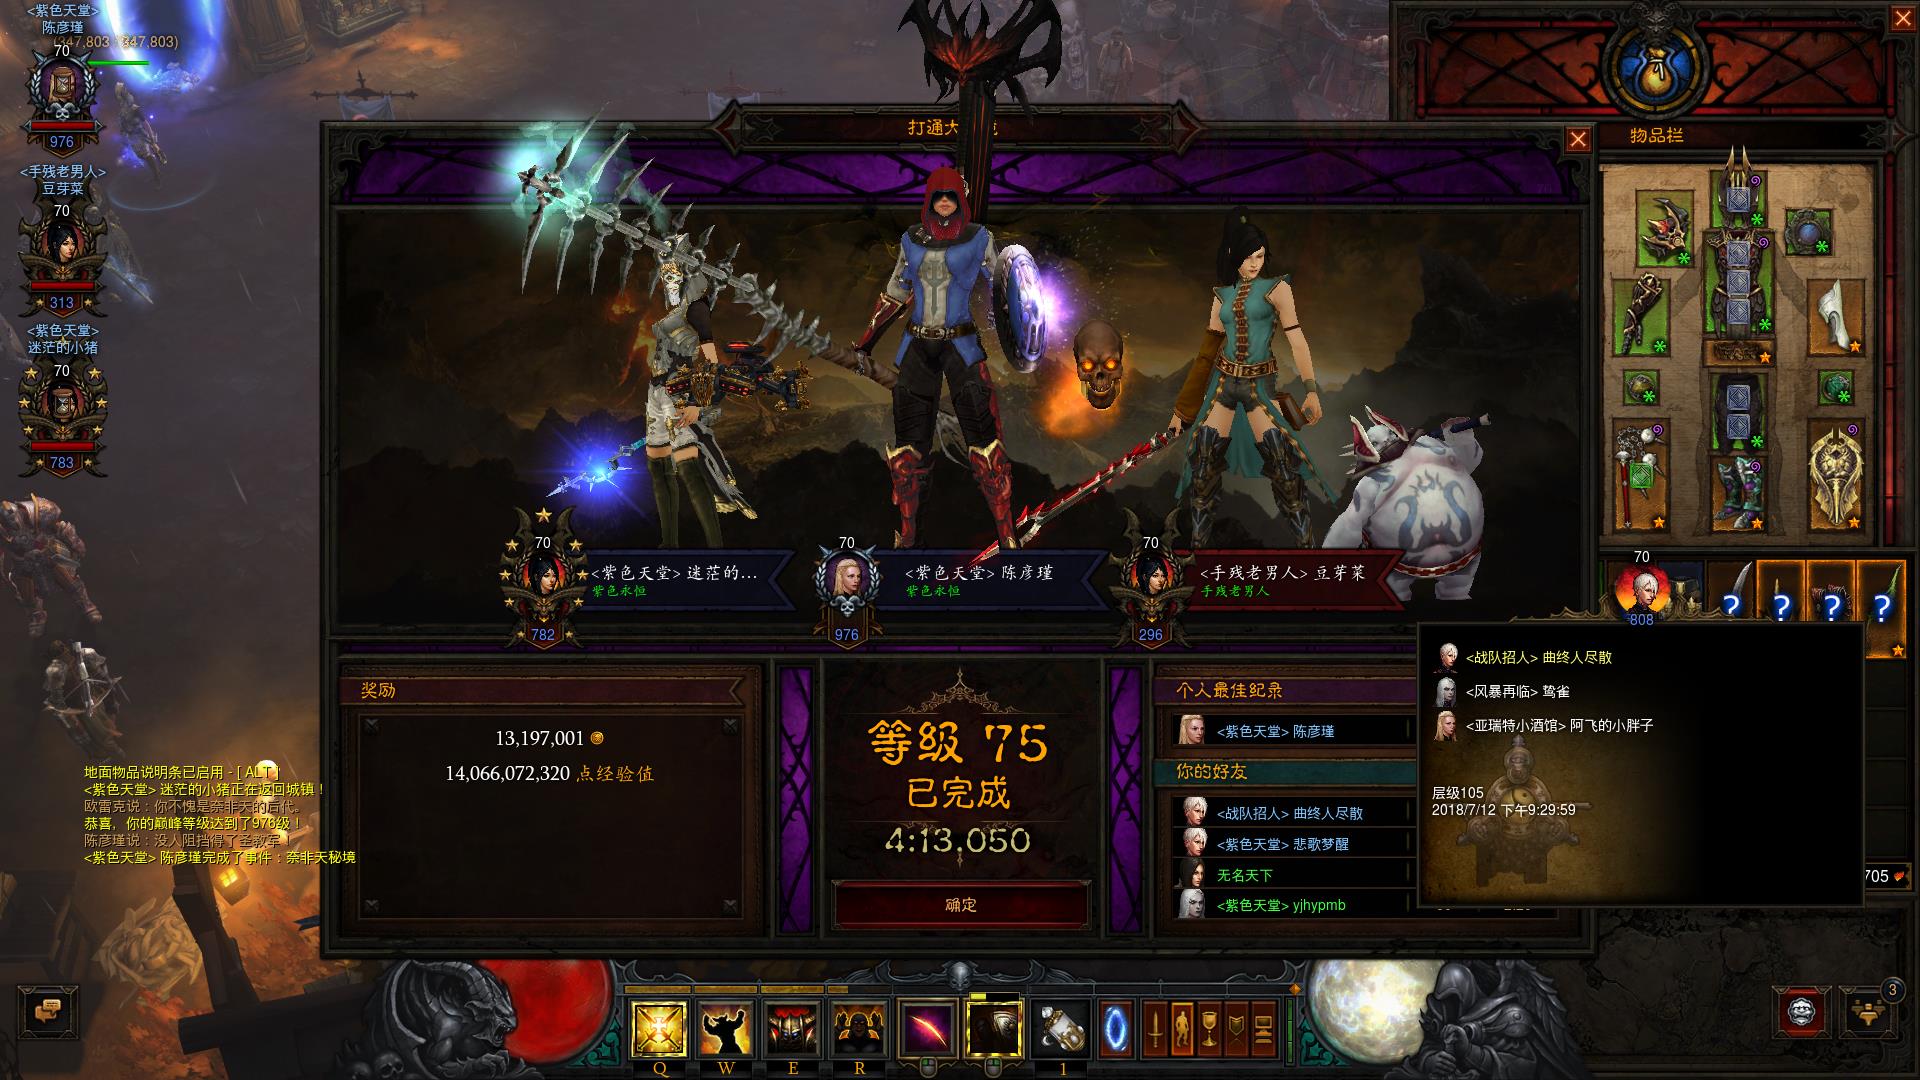 <紫色天堂>
陈彦瑾
(347,803 / 347,803)
70
976
<手残老男人>
豆芽菜
70
313
<紫色天堂>
迷茫的小猪
70
783
物品栏
70
<紫色天堂> 迷茫的...
紫色永恒
782
70
<紫色天堂> 陈彦瑾
紫色永恒
976
70
<手残老男人> 豆芽菜
手残老男人
296
奖励
13,197,001
14,066,072,320 点经验值
等级 75
已完成
4:13.050
确定
个人最佳纪录
<紫色天堂> 陈彦瑾
你的好友
<战队招人> 曲终人尽散
<紫色天堂> 悲歌梦醒
无名天下
<紫色天堂> yjhypmb
70
808
? ? ? ?
<战队招人> 曲终人尽散
<风暴再临> 鸷雀
<亚瑞特小酒馆> 阿飞的小胖子
层级105
2018/7/12 下午9:29:59
705
地面物品说明条已启用 - [ ALT ]
<紫色天堂> 迷茫的小猪正在返回城镇！
欧雷克说：你不愧是奈非天的后代。
恭喜，你的巅峰等级达到了976级！
陈彦瑾说：没人阻挡得了圣教军！
<紫色天堂> 陈彦瑾完成了事件：奈非天秘境
Q W E R 1
3